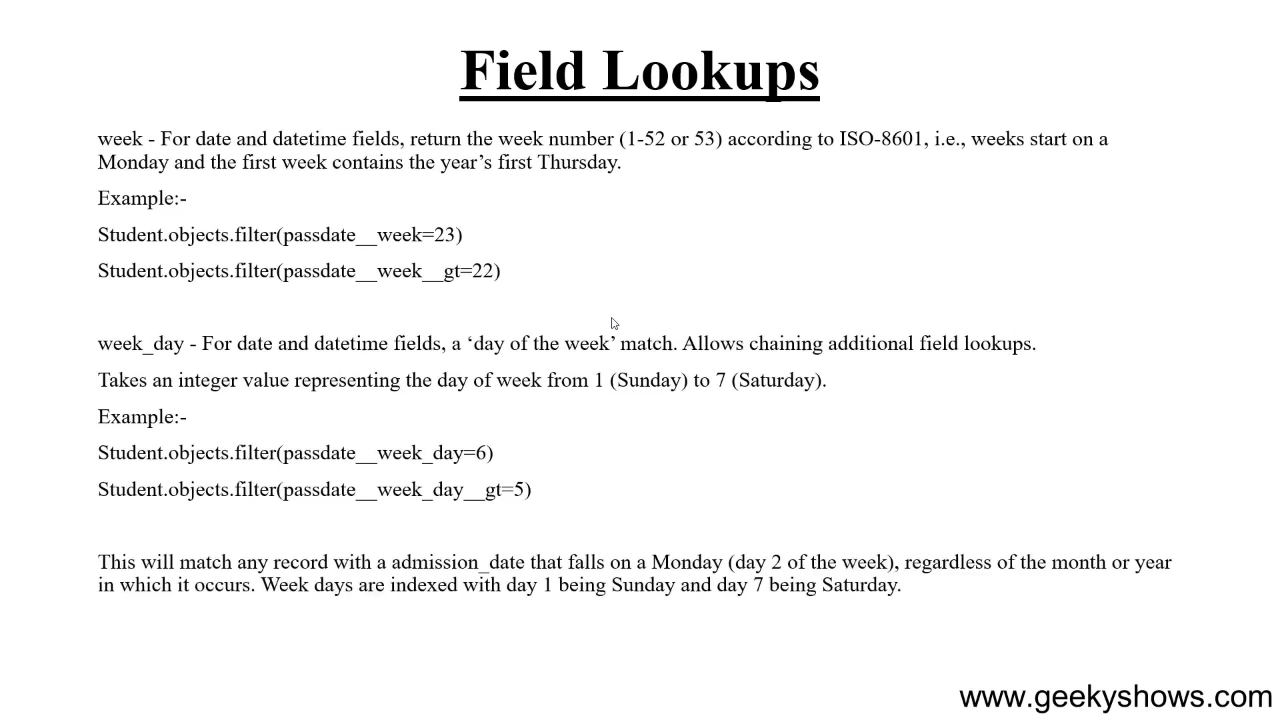 Field Lookups
week - For date and datetime fields, return the week number (1-52 or 53) according to ISO-8601, i.e., weeks start on a
Monday and the first week contains the year’s first Thursday.
Example:-
Student.objects.filter(passdate__week=23)
Student.objects.filter(passdate__week__gt=22)
week_day - For date and datetime fields, a ‘day of the week’ match. Allows chaining additional field lookups.
Takes an integer value representing the day of week from 1 (Sunday) to 7 (Saturday).
Example:-
Student.objects.filter(passdate__week_day=6)
Student.objects.filter(passdate__week_day__gt=5)
This will match any record with a admission_date that falls on a Monday (day 2 of the week), regardless of the month or year
in which it occurs. Week days are indexed with day 1 being Sunday and day 7 being Saturday.
www.geekyshows.com